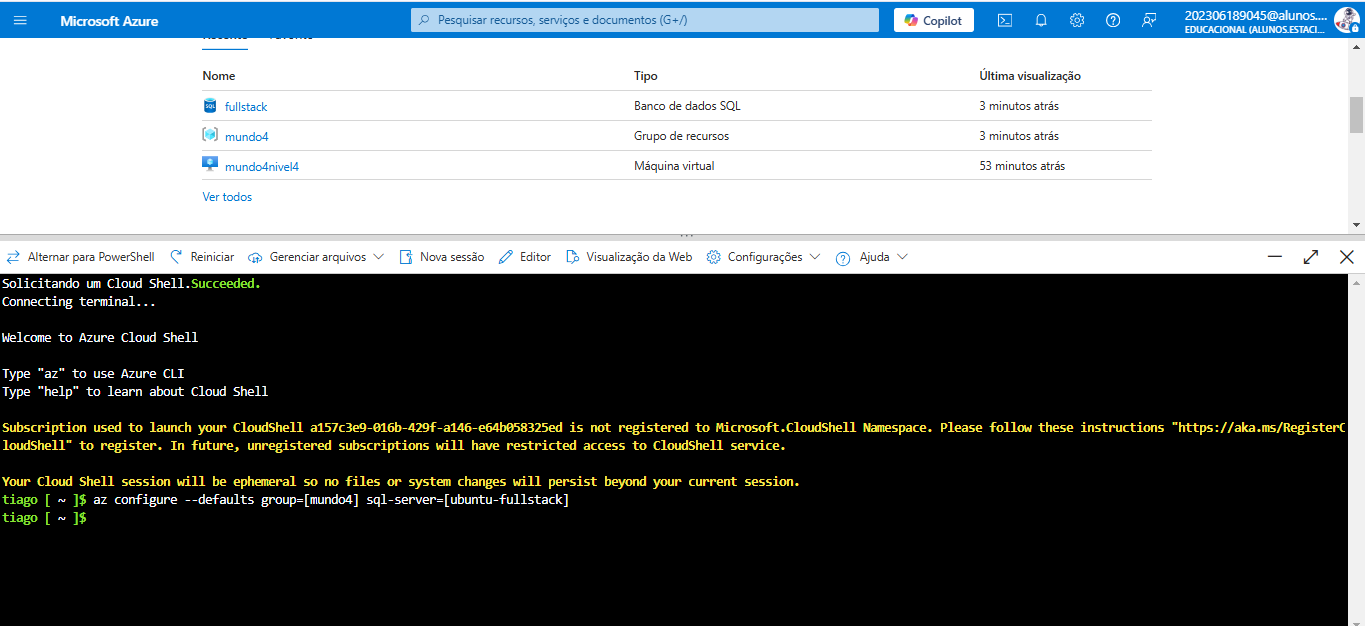 Microsoft Azure
Pesquisar recursos, serviços e documentos (G+/)
Copilot
202306189045@alunos....
EDUCACIONAL (ALUNOS.ESTACI...
Nome Tipo Última visualização
fullstack Banco de dados SQL 3 minutos atrás
mundo4 Grupo de recursos 3 minutos atrás
mundo4nivel4 Máquina virtual 53 minutos atrás
Ver todos
Alternar para PowerShell Reiniciar Gerenciar arquivos Nova sessão Editor Visualização da Web Configurações Ajuda
Solicitando um Cloud Shell.Succeeded.
Connecting terminal...
Welcome to Azure Cloud Shell
Type "az" to use Azure CLI
Type "help" to learn about Cloud Shell
Subscription used to launch your CloudShell a157c3e9-016b-429f-a146-e64b058325ed is not registered to Microsoft.CloudShell Namespace. Please follow these instructions "https://aka.ms/RegisterC
loudShell" to register. In future, unregistered subscriptions will have restricted access to CloudShell service.
Your Cloud Shell session will be ephemeral so no files or system changes will persist beyond your current session.
tiago [ ~ ]$ az configure --defaults group=[mundo4] sql-server=[ubuntu-fullstack]
tiago [ ~ ]$